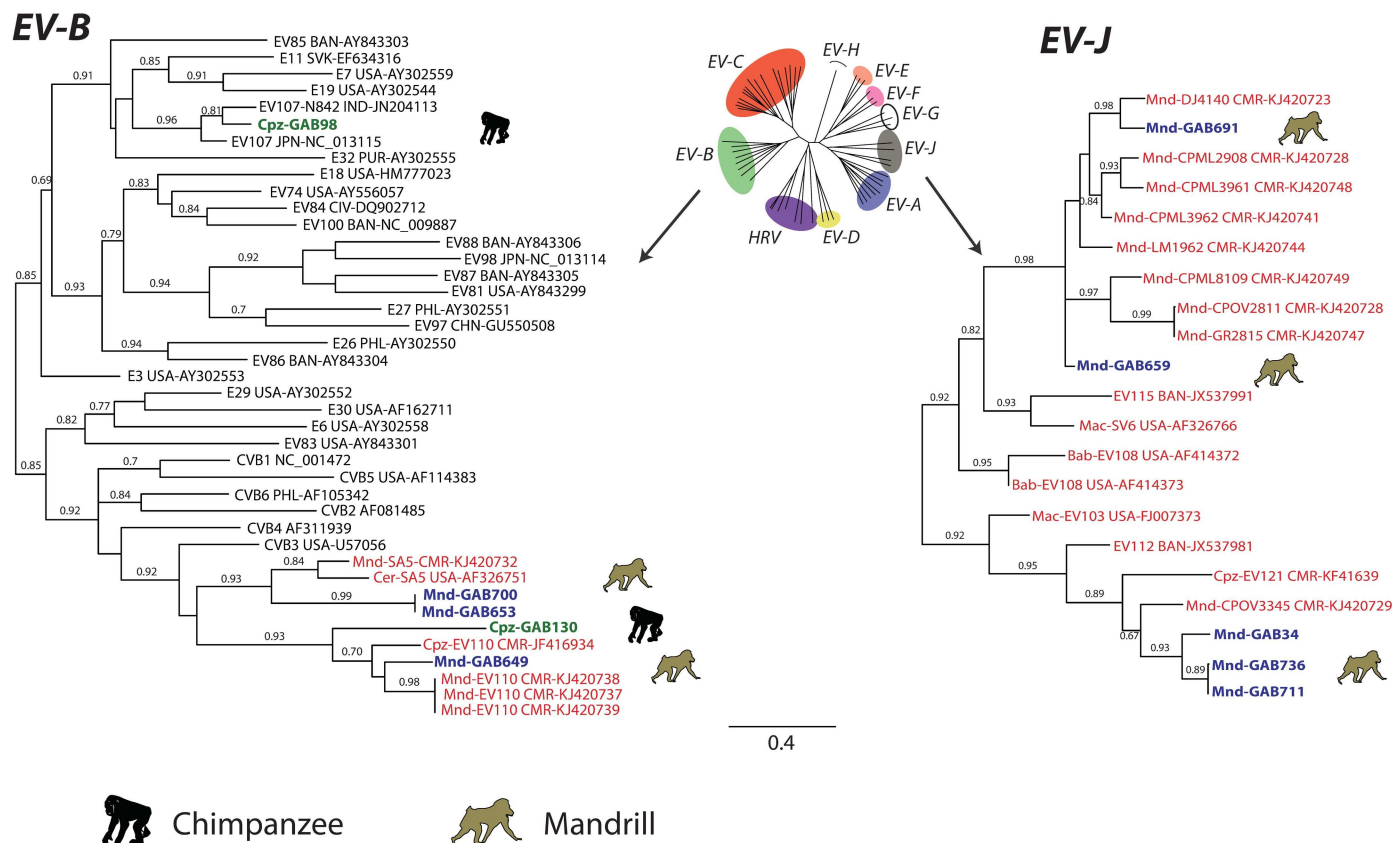 EV-B
EV85 BAN-AY843303
E11 SVK-EF634316
E7 USA-AY302559
E19 USA-AY302544
EV107-N842 IND-JN204113
Cpz-GAB98
EV107 JPN-NC_013115
E32 PUR-AY302555
E18 USA-HM777023
EV74 USA-AY556057
EV84 CIV-DQ902712
EV100 BAN-NC_009887
EV88 BAN-AY843306
EV98 JPN-NC_013114
EV87 BAN-AY843305
EV81 USA-AY843299
E27 PHL-AY302551
EV97 CHN-GU550508
E26 PHL-AY302550
EV86 BAN-AY843304
E3 USA-AY302553
E29 USA-AY302552
E30 USA-AF162711
E6 USA-AY302558
EV83 USA-AY843301
CVB1 NC_001472
CVB5 USA-AF114383
CVB6 PHL-AF105342
CVB2 AF081485
CVB4 AF311939
CVB3 USA-U57056
Mnd-SA5-CMR-KJ420732
Cer-SA5 USA-AF326751
Mnd-GAB700
Mnd-GAB653
Cpz-GAB130
Cpz-EV110 CMR-JF416934
Mnd-GAB649
Mnd-EV110 CMR-KJ420738
Mnd-EV110 CMR-KJ420737
Mnd-EV110 CMR-KJ420739
0.91
0.85
0.91
0.81
0.96
0.69
0.83
0.84
0.79
0.92
0.94
0.7
0.85
0.93
0.94
0.77
0.82
0.85
0.7
0.84
0.92
0.92
0.84
0.93
0.99
0.93
0.70
0.98
EV-H
EV-C
EV-E
EV-F
EV-G
EV-J
EV-B
EV-A
HRV
EV-D
0.4
EV-J
Mnd-DJ4140 CMR-KJ420723
Mnd-GAB691
Mnd-CPML2908 CMR-KJ420728
Mnd-CPML3961 CMR-KJ420748
Mnd-CPML3962 CMR-KJ420741
Mnd-LM1962 CMR-KJ420744
Mnd-CPML8109 CMR-KJ420749
Mnd-CPOV2811 CMR-KJ420728
Mnd-GR2815 CMR-KJ420747
Mnd-GAB659
EV115 BAN-JX537991
Mac-SV6 USA-AF326766
Bab-EV108 USA-AF414372
Bab-EV108 USA-AF414373
Mac-EV103 USA-FJ007373
EV112 BAN-JX537981
Cpz-EV121 CMR-KF41639
Mnd-CPOV3345 CMR-KJ420729
Mnd-GAB34
Mnd-GAB736
Mnd-GAB711
0.98
0.93
0.84
0.98
0.97
0.99
0.82
0.93
0.92
0.95
0.92
0.95
0.89
0.67
0.93
0.89
Chimpanzee
Mandrill